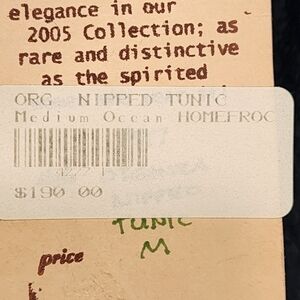 elegance in our
2005 Collection; as
rare and distinctive
as the spirited
ORG NIPPED TUNIC
Medium Ocean HOMEFROC
$190.00
TUNIC
M
price